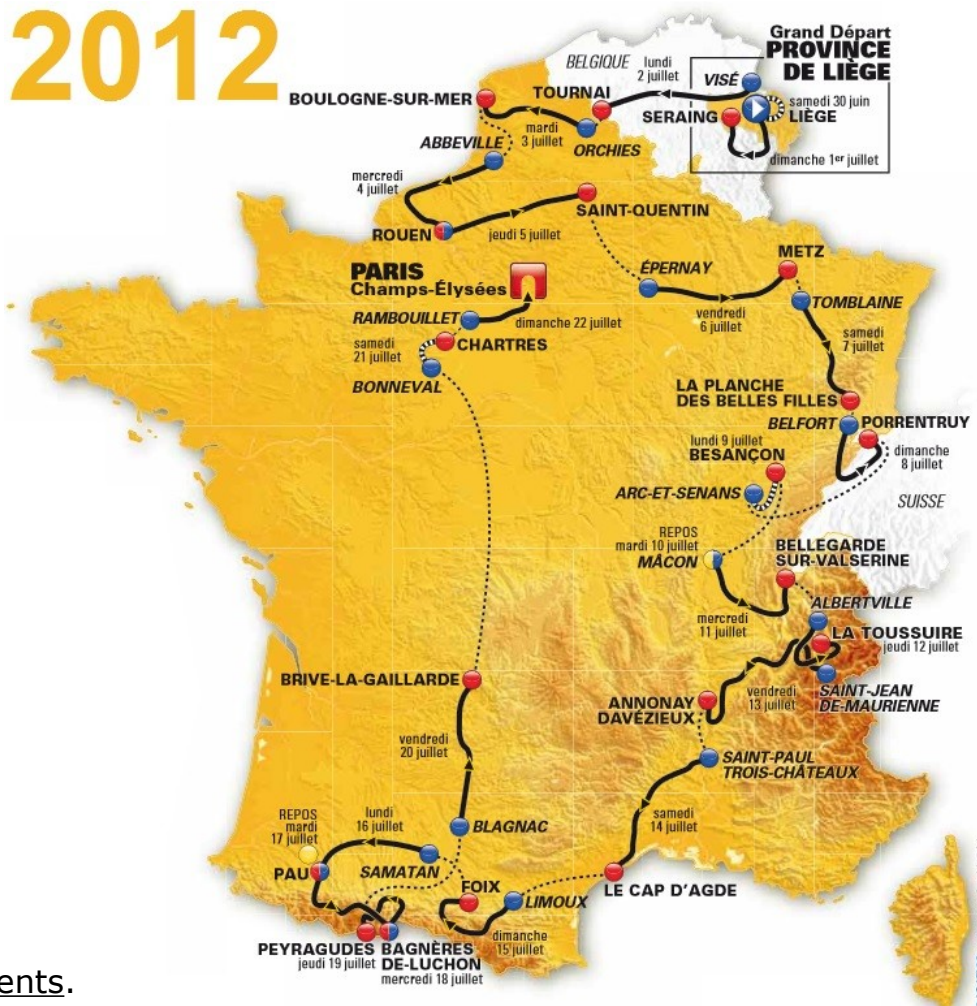 2012
Grand Départ
PROVINCE
DE LIÈGE
BELGIQUE
lundi
2 juillet
VISÉ
samedi 30 juin
LIÈGE
SERAING
dimanche 1er juillet
TOURNAI
BOULOGNE-SUR-MER
mardi
3 juillet
ORCHIES
ABBEVILLE
mercredi
4 juillet
ROUEN
jeudi 5 juillet
SAINT-QUENTIN
ÉPERNAY
METZ
vendredi
6 juillet
TOMBLAINE
samedi
7 juillet
PARIS
Champs-Élysées
RAMBOUILLET
dimanche 22 juillet
samedi
21 juillet
CHARTRES
BONNEVAL
LA PLANCHE
DES BELLES FILLES
BELFORT
PORRENTRUY
dimanche
8 juillet
lundi 9 juillet
BESANÇON
ARC-ET-SENANS
SUISSE
REPOS
mardi 10 juillet
MÂCON
BELLEGARDE
SUR-VALSERINE
mercredi
11 juillet
ALBERTVILLE
LA TOUSSUIRE
jeudi 12 juillet
SAINT-JEAN
DE-MAURIENNE
vendredi
13 juillet
ANNONAY
DAVÉZIEUX
BRIVE-LA-GAILLARDE
vendredi
20 juillet
SAINT-PAUL
TROIS-CHÂTEAUX
samedi
14 juillet
LE CAP D'AGDE
BLAGNAC
REPOS
mardi
17 juillet
lundi
16 juillet
SAMATAN
PAU
FOIX
LIMOUX
dimanche
15 juillet
PEYRAGUDES
jeudi 19 juillet
BAGNÈRES
DE-LUCHON
mercredi 18 juillet
ents.